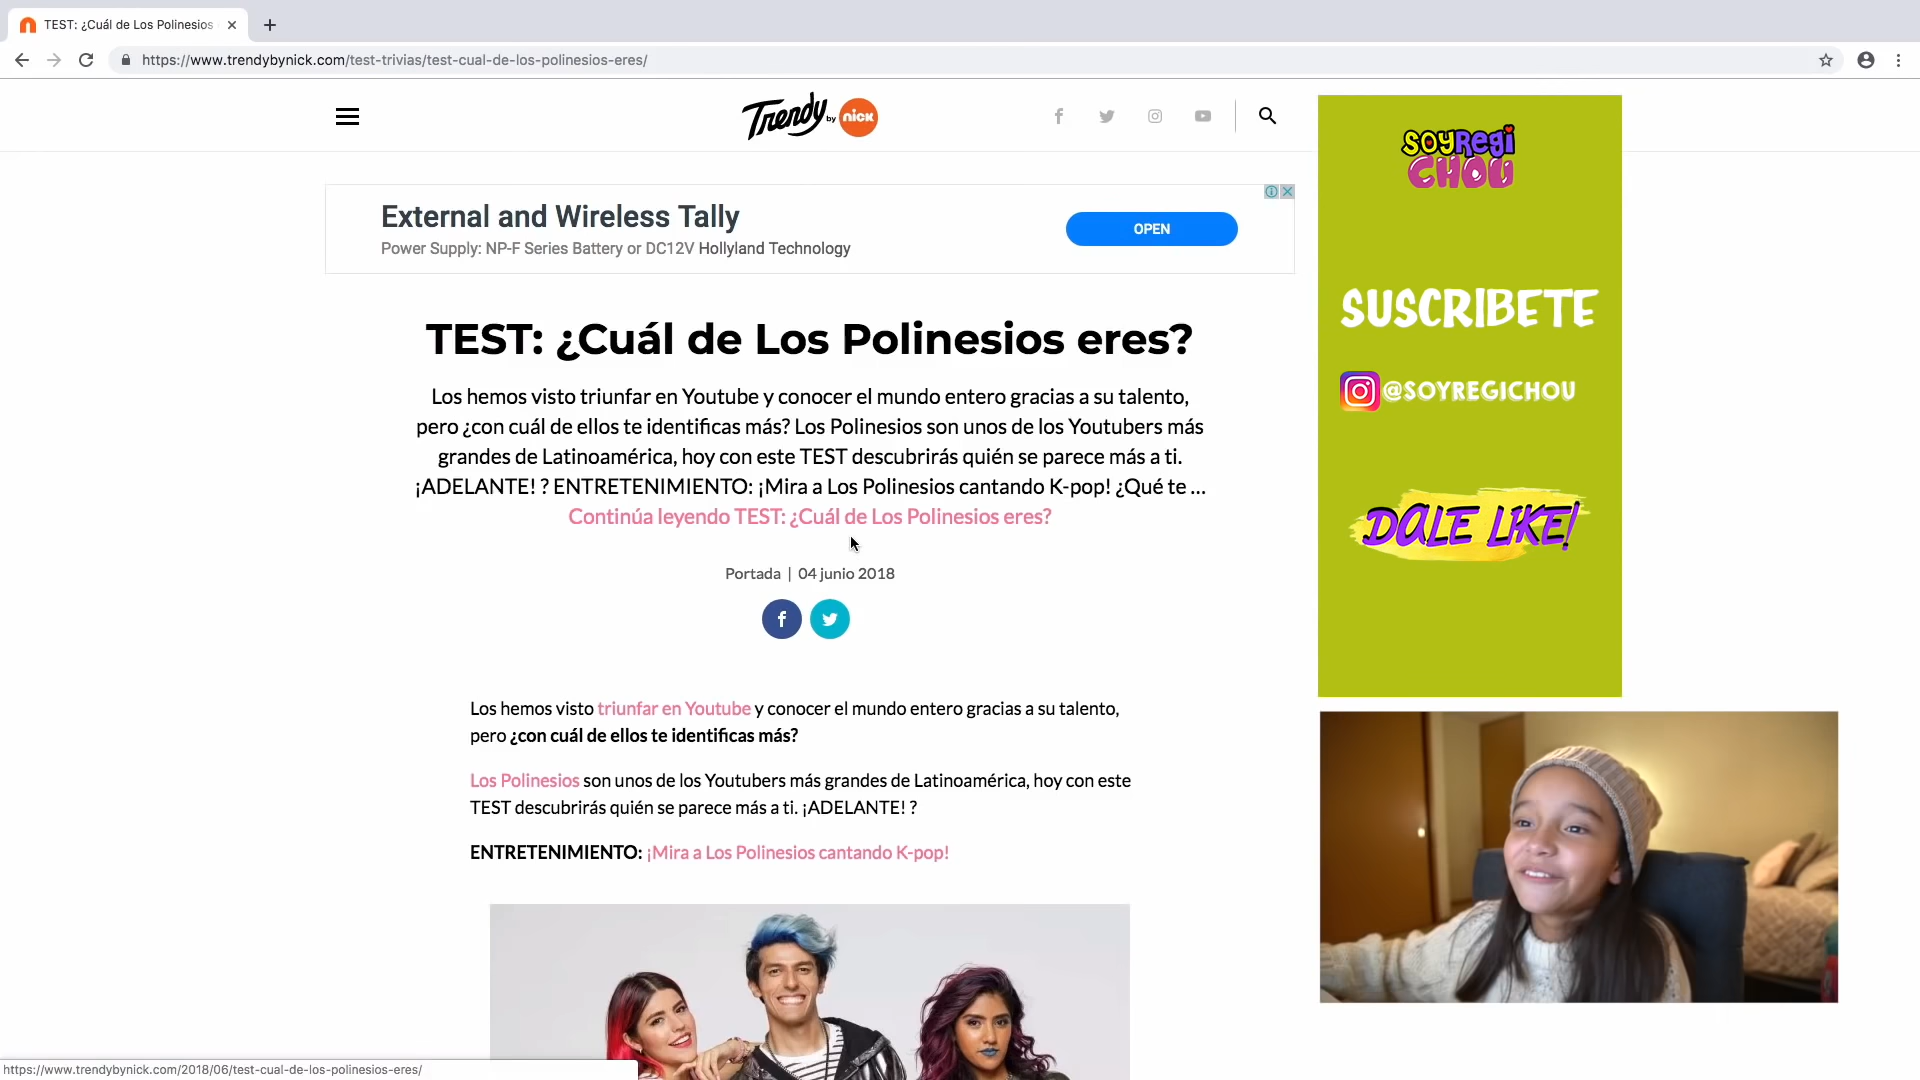 TEST: ¿Cuál de Los Polinesios
https://www.trendybynick.com/test-trivias/test-cual-de-los-polinesios-eres/
Trendy by nick
External and Wireless Tally
Power Supply: NP-F Series Battery or DC12V Hollyland Technology
OPEN
TEST: ¿Cuál de Los Polinesios eres?
Los hemos visto triunfar en Youtube y conocer el mundo entero gracias a su talento,
pero ¿con cuál de ellos te identificas más? Los Polinesios son unos de los Youtubers más
grandes de Latinoamérica, hoy con este TEST descubrirás quién se parece más a ti.
¡ADELANTE! ? ENTRETENIMIENTO: ¡Mira a Los Polinesios cantando K-pop! ¿Qué te ...
Continúa leyendo TEST: ¿Cuál de Los Polinesios eres?
Portada | 04 junio 2018
Los hemos visto triunfar en Youtube y conocer el mundo entero gracias a su talento,
pero ¿con cuál de ellos te identificas más?
Los Polinesios son unos de los Youtubers más grandes de Latinoamérica, hoy con este
TEST descubrirás quién se parece más a ti. ¡ADELANTE! ?
ENTRETENIMIENTO: ¡Mira a Los Polinesios cantando K-pop!
SOYRegi
CHOU
SUSCRIBETE
@SOYREGICHOU
DALE LIKE!
https://www.trendybynick.com/2018/06/test-cual-de-los-polinesios-eres/